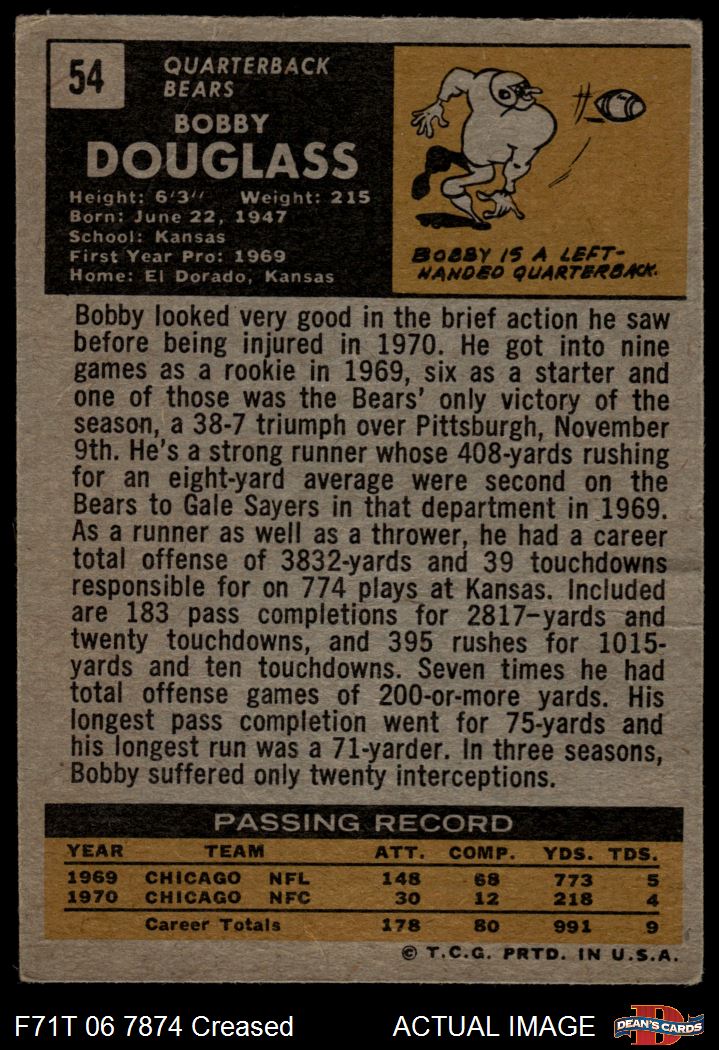 54
QUARTERBACK
BEARS
BOBBY
DOUGLASS
Height: 6'3'' Weight: 215
Born: June 22, 1947
School: Kansas
First Year Pro: 1969
Home: El Dorado, Kansas
BOBBY IS A LEFT-
HANDED QUARTERBACK.
Bobby looked very good in the brief action he saw
before being injured in 1970. He got into nine
games as a rookie in 1969, six as a starter and
one of those was the Bears' only victory of the
season, a 38-7 triumph over Pittsburgh, November
9th. He's a strong runner whose 408-yards rushing
for an eight-yard average were second on the
Bears to Gale Sayers in that department in 1969.
As a runner as well as a thrower, he had a career
total offense of 3832-yards and 39 touchdowns
responsible for on 774 plays at Kansas. Included
are 183 pass completions for 2817-yards and
twenty touchdowns, and 395 rushes for 1015-
yards and ten touchdowns. Seven times he had
total offense games of 200-or-more yards. His
longest pass completion went for 75-yards and
his longest run was a 71-yarder. In three seasons,
Bobby suffered only twenty interceptions.
PASSING RECORD
YEAR TEAM ATT. COMP. YDS. TDS.
1969 CHICAGO NFL 148 68 773 5
1970 CHICAGO NFC 30 12 218 4
Career Totals 178 80 991 9
© T.C.G. PRTD. IN U.S.A.
F71T 06 7874 Creased ACTUAL IMAGE D DEAN'S CARDS